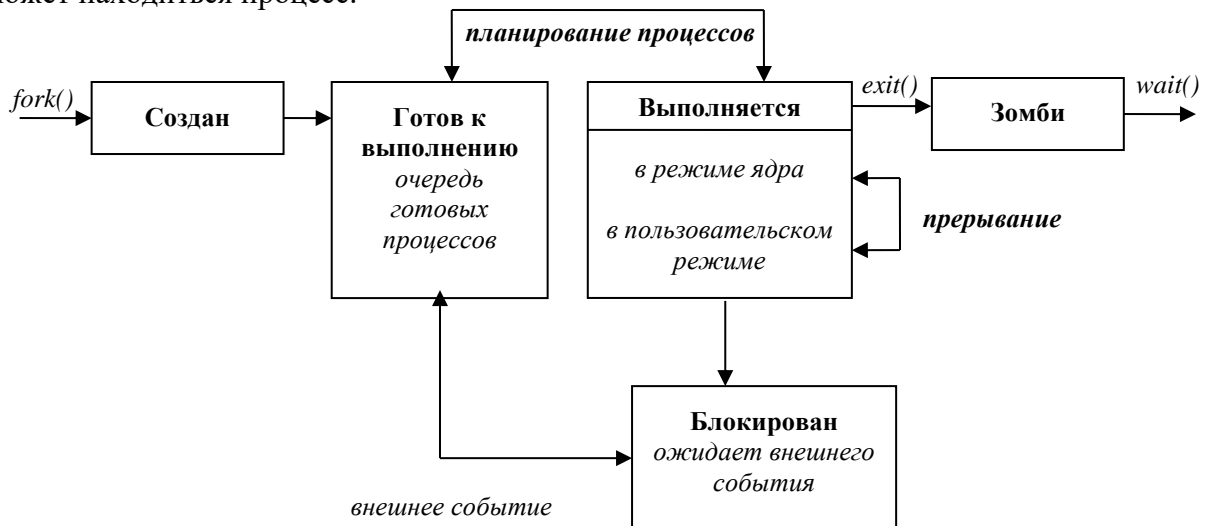 может находиться процесс.
планирование процессов
fork()
Создан
Готов к
выполнению
очередь
готовых
процессов
Выполняется
в режиме ядра
в пользовательском
режиме
exit()
Зомби
wait()
прерывание
Блокирован
ожидает внешнего
события
внешнее событие